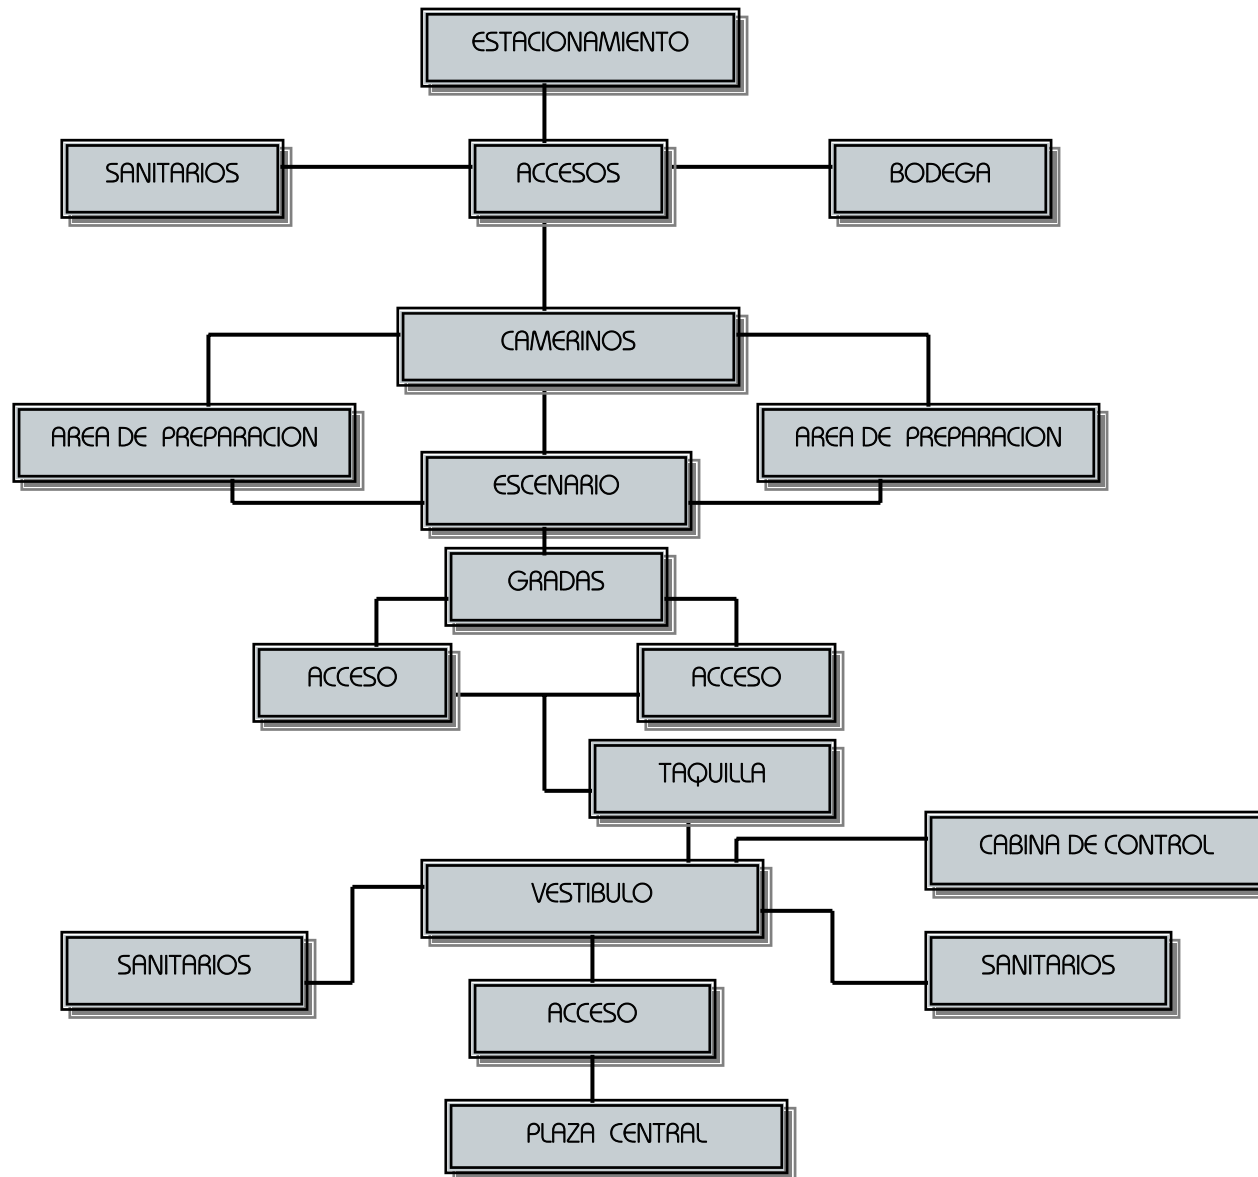 ESTACIONAMIENTO
SANITARIOS
ACCESOS
BODEGA
CAMERINOS
AREA DE PREPARACION
AREA DE PREPARACION
ESCENARIO
GRADAS
ACCESO
ACCESO
TAQUILLA
CABINA DE CONTROL
VESTIBULO
SANITARIOS
SANITARIOS
ACCESO
PLAZA CENTRAL